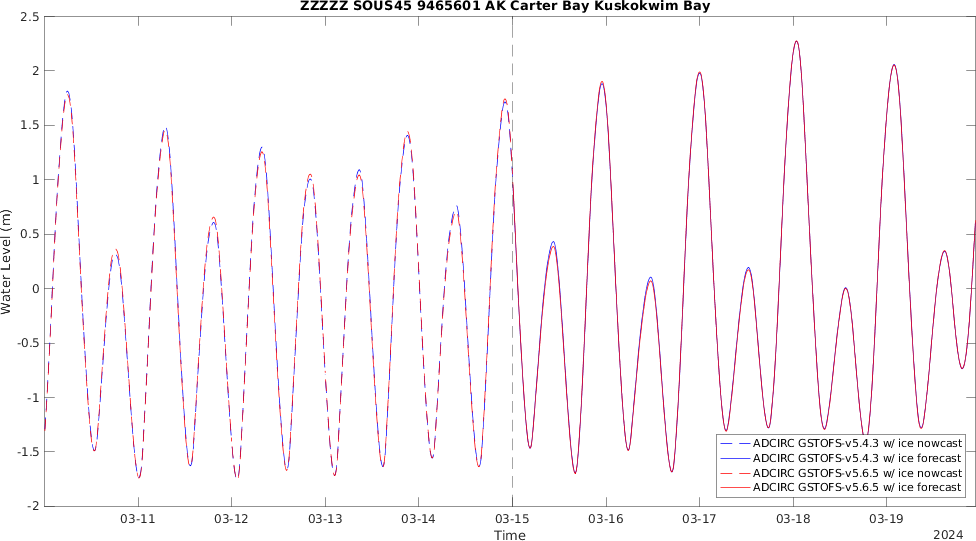 ZZZZZ SOUS45 9465601 AK Carter Bay Kuskokwim Bay
2.5
2
1.5
1
0.5
0
-0.5
-1
-1.5
-2
Water Level (m)
03-11 03-12 03-13 03-14 03-15 03-16 03-17 03-18 03-19
Time
2024
ADCIRC GSTOFS-v5.4.3 w/ ice nowcast
ADCIRC GSTOFS-v5.4.3 w/ ice forecast
ADCIRC GSTOFS-v5.6.5 w/ ice nowcast
ADCIRC GSTOFS-v5.6.5 w/ ice forecast